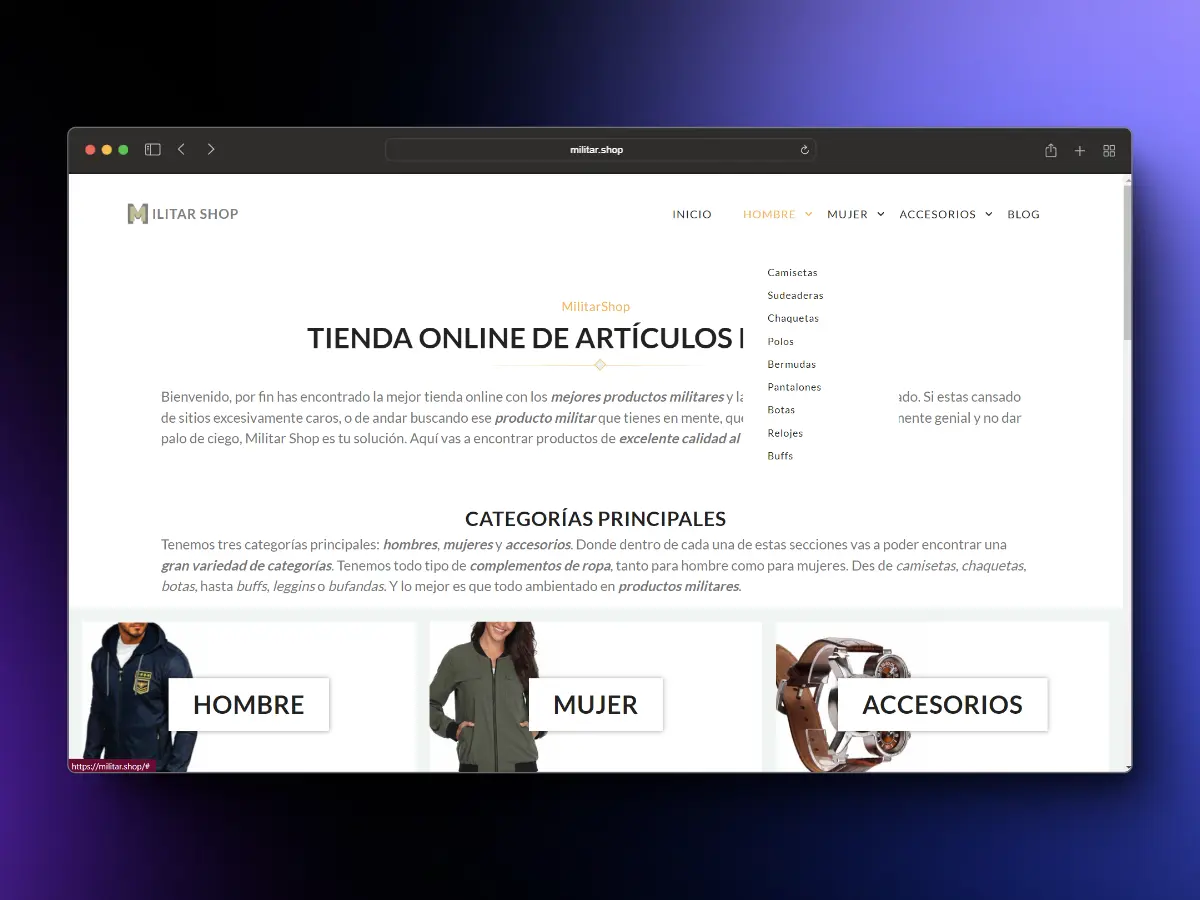 militar.shop
MILITAR SHOP
INICIO HOMBRE MUJER ACCESORIOS BLOG
Camisetas
Sudeaderas
Chaquetas
Polos
Bermudas
Pantalones
Botas
Relojes
Buffs
MilitarShop
TIENDA ONLINE DE ARTÍCULOS
Bienvenido, por fin has encontrado la mejor tienda online con los mejores productos militares y Si estas cansado
de sitios excesivamente caros, o de andar buscando ese producto militar que tienes en mente, genial y no dar
palo de ciego, Militar Shop es tu solución. Aquí vas a encontrar productos de excelente calidad al
CATEGORÍAS PRINCIPALES
Tenemos tres categorías principales: hombres, mujeres y accesorios. Donde dentro de cada una de estas secciones vas a poder encontrar una
gran variedad de categorías. Tenemos todo tipo de complementos de ropa, tanto para hombre como para mujeres. Des de camisetas, chaquetas,
botas, hasta buffs, leggins o bufandas. Y lo mejor es que todo ambientado en productos militares.
HOMBRE MUJER ACCESORIOS
https://militar.shop/#